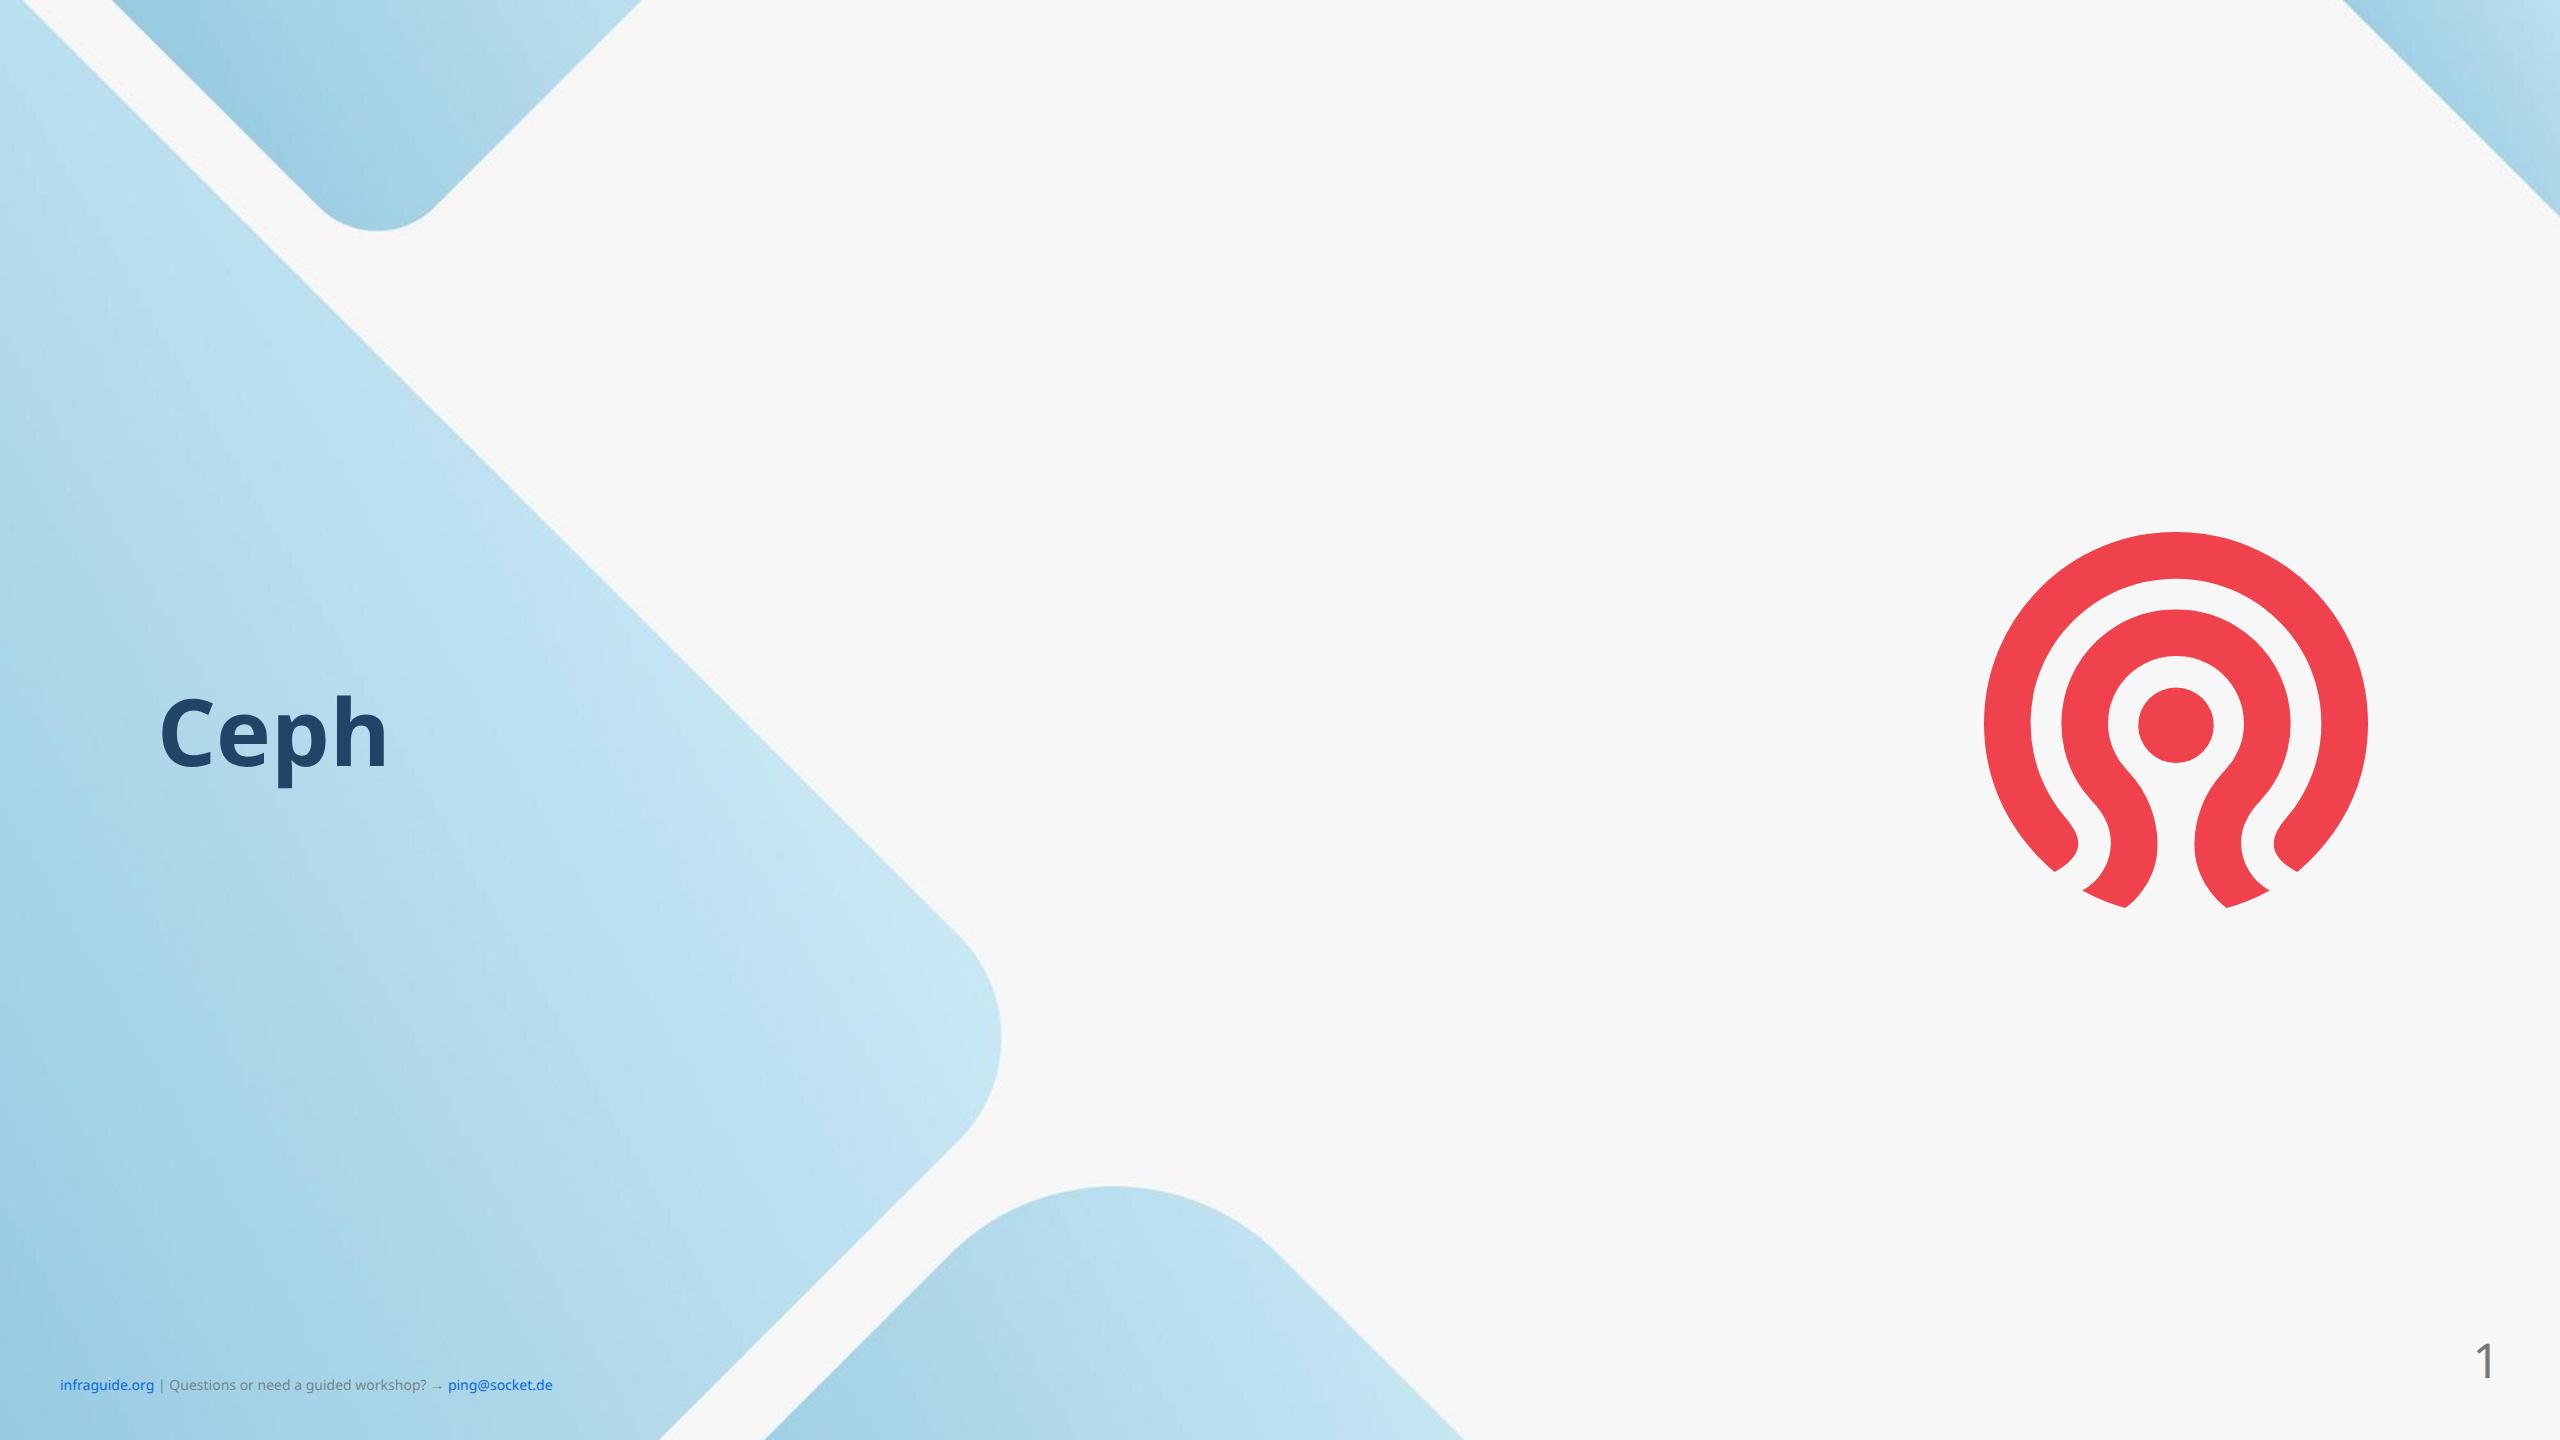 Ceph
infraguide.org | Questions or need a guided workshop? → ping@socket.de
1